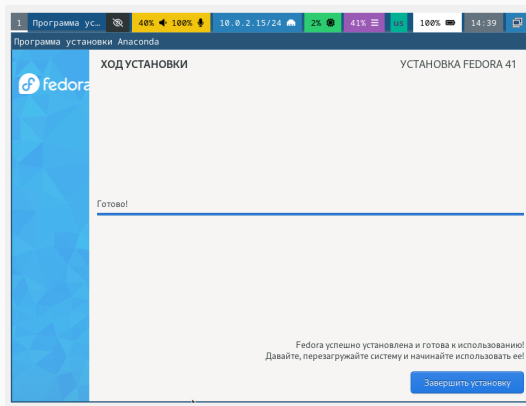 1 Программа ус… 40% 100% 10.0.2.15/24 2% 41% us 100% 14:39
Программа установки Anaconda
fedora
ХОД УСТАНОВКИ
УСТАНОВКА FEDORA 41
Готово!
Fedora успешно установлена и готова к использованию!
Давайте, перезагружайте систему и начинайте использовать ее!
Завершить установку